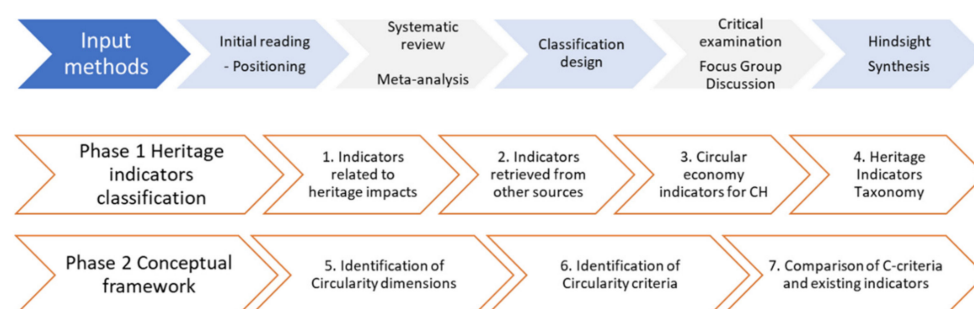 Input
methods
Initial reading
- Positioning
Systematic
review
Meta-analysis
Classification
design
Critical
examination
Focus Group
Discussion
Hindsight
Synthesis
Phase 1 Heritage
indicators
classification
1. Indicators
related to
heritage impacts
2. Indicators
retrieved from
other sources
3. Circular
economy
indicators for CH
4. Heritage
Indicators
Taxonomy
Phase 2 Conceptual
framework
5. Identification of
Circularity dimensions
6. Identification of
Circularity criteria
7. Comparison of C-criteria
and existing indicators